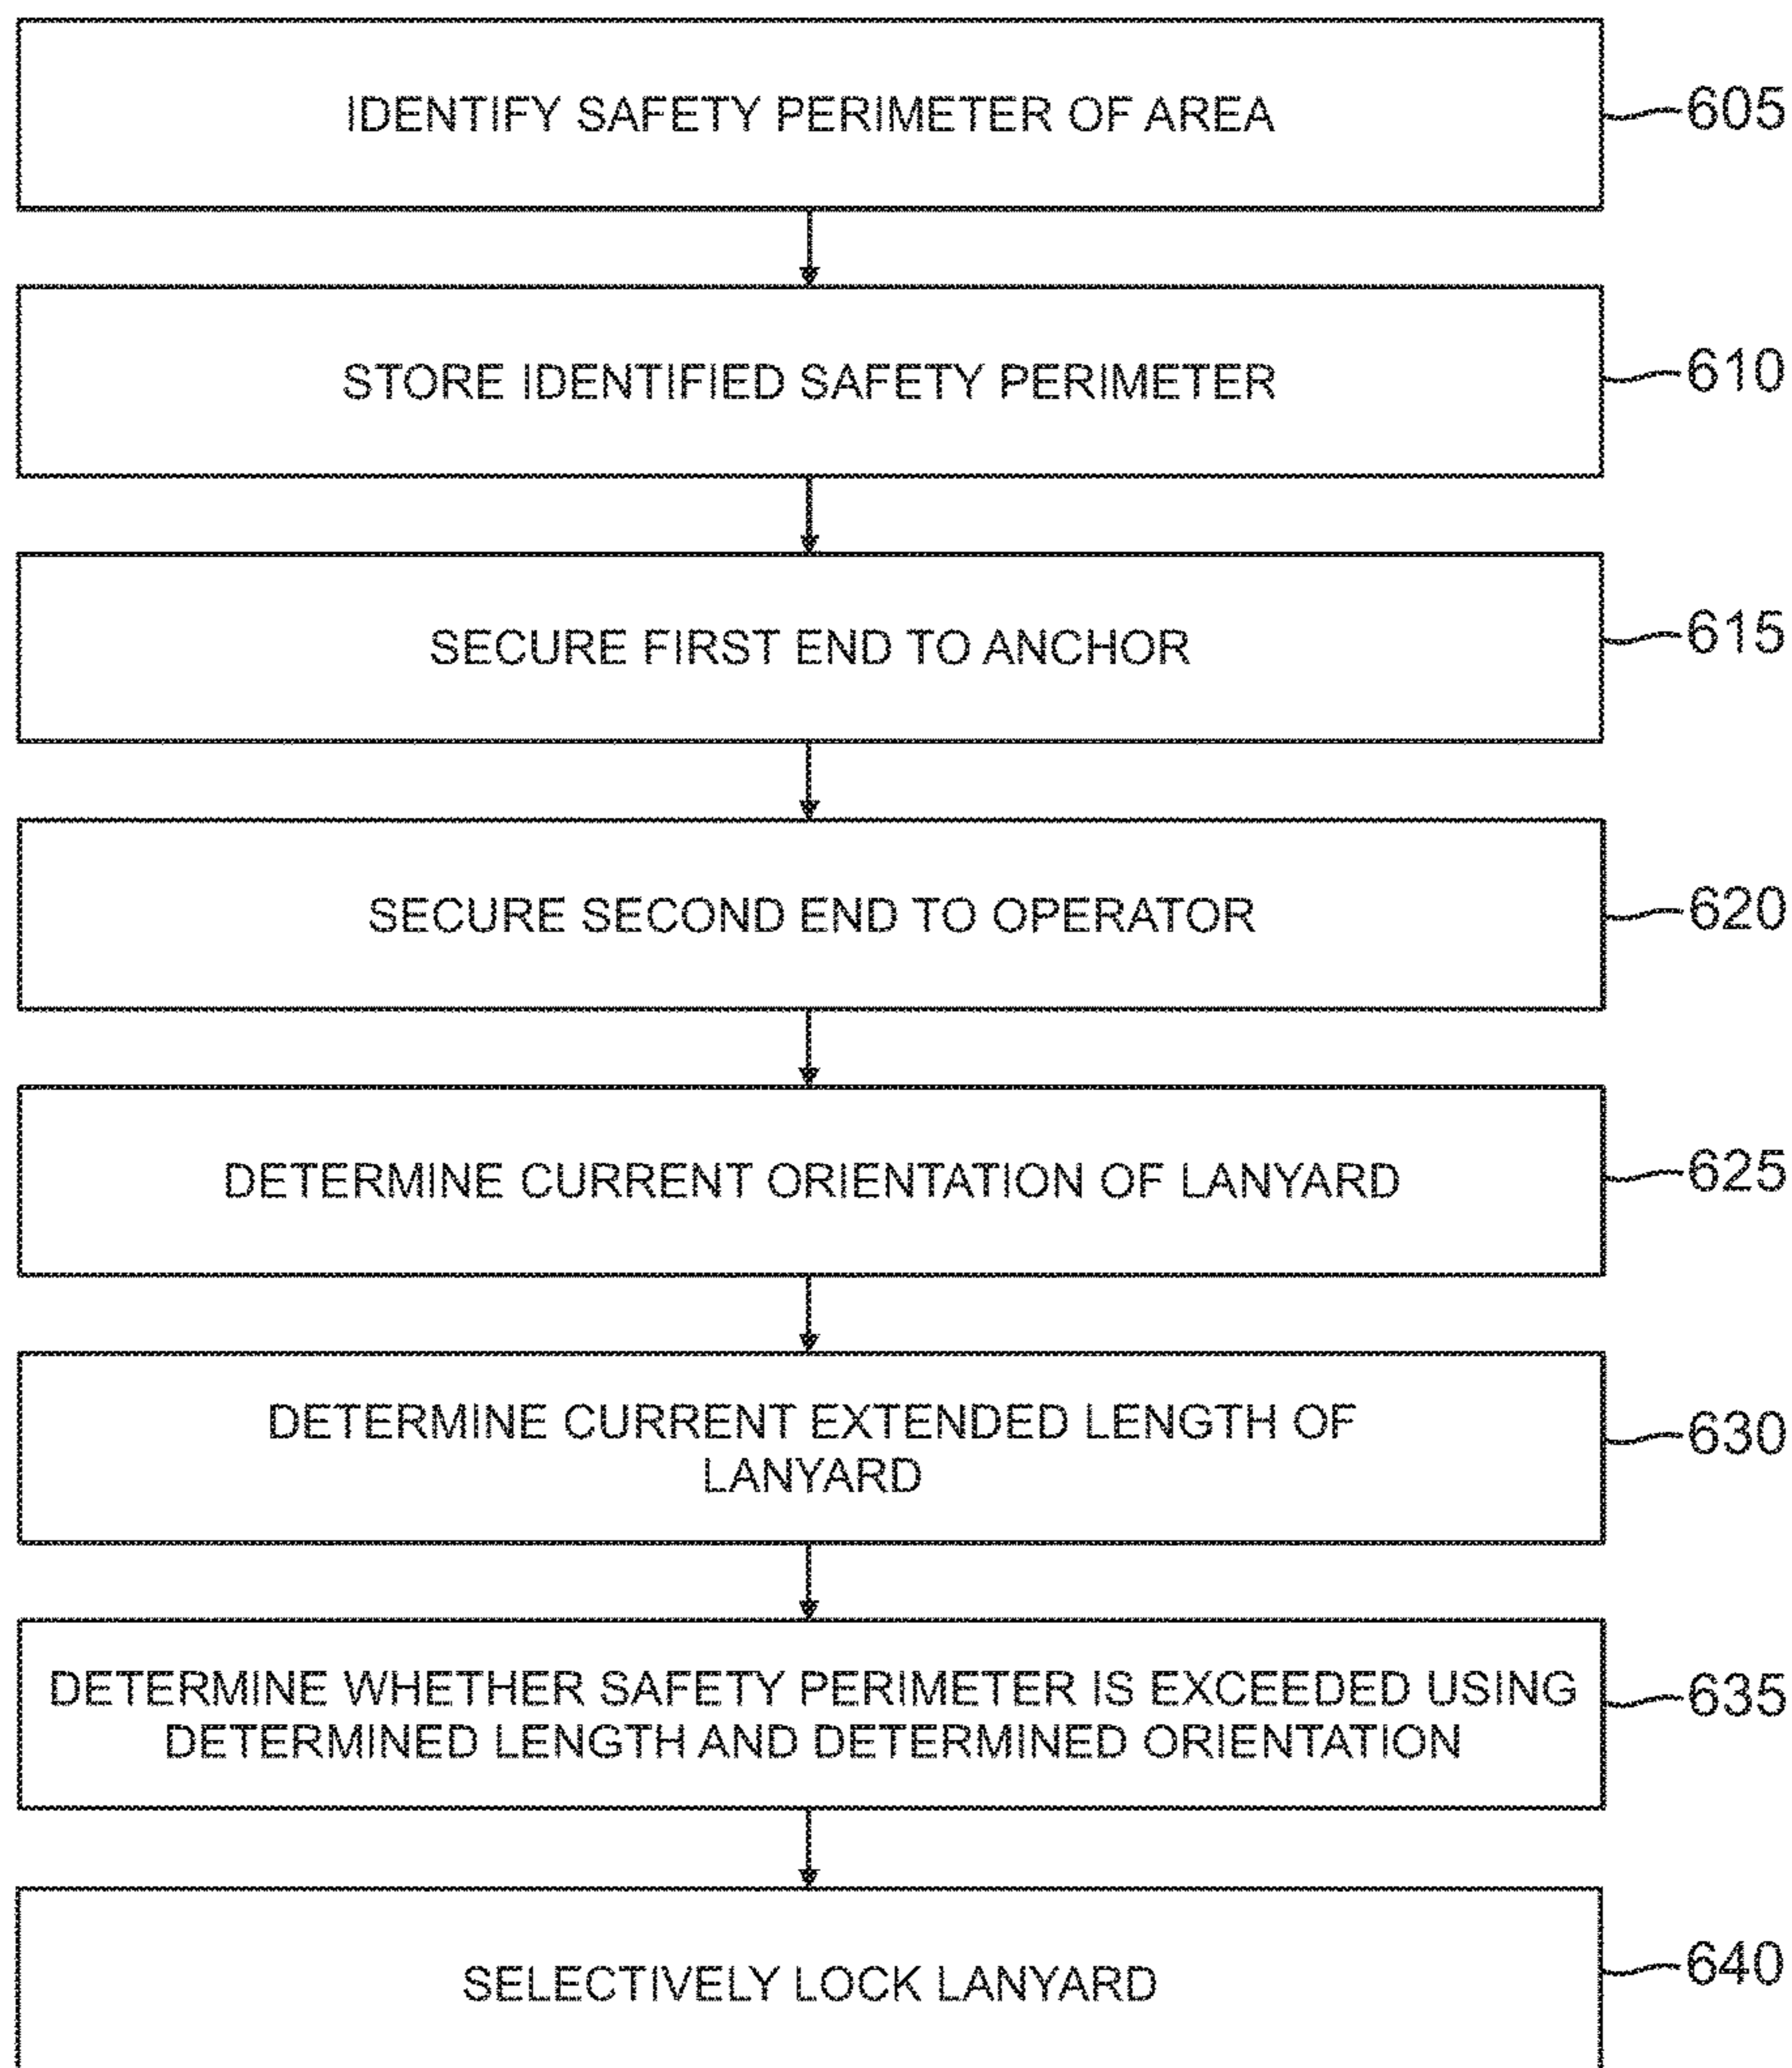 IDENTIFY SAFETY PERIMETER OF AREA
605
STORE IDENTIFIED SAFETY PERIMETER
610
SECURE FIRST END TO ANCHOR
615
SECURE SECOND END TO OPERATOR
620
DETERMINE CURRENT ORIENTATION OF LANYARD
625
DETERMINE CURRENT EXTENDED LENGTH OF
LANYARD
630
DETERMINE WHETHER SAFETY PERIMETER IS EXCEEDED USING
DETERMINED LENGTH AND DETERMINED ORIENTATION
635
SELECTIVELY LOCK LANYARD
640